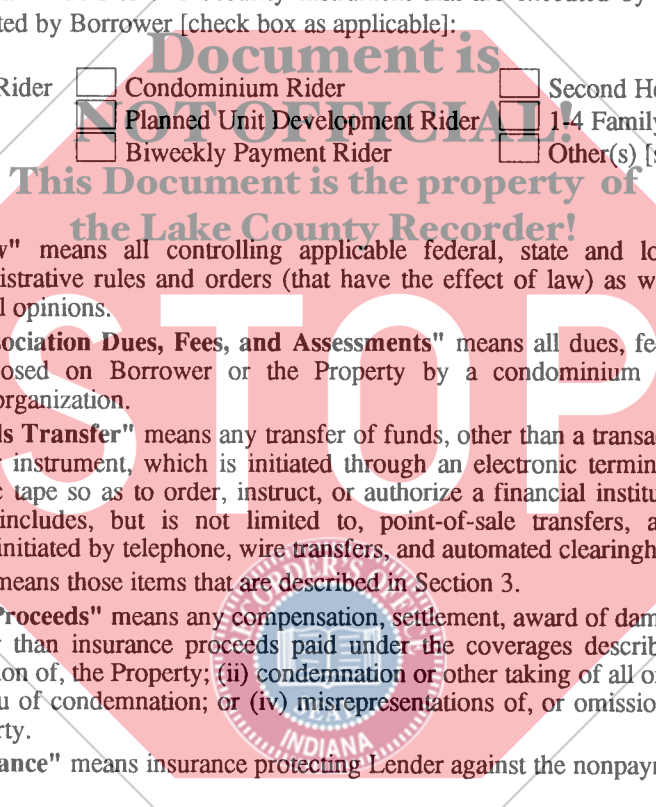 ted by Borrower [check box as applicable]:
Document is
Rider Condominium Rider Second He
NOT OFFICIAL!
Planned Unit Development Rider 1-4 Family
Biweekly Payment Rider Other(s) [s
This Document is the property of
the Lake County Recorder!
w" means all controlling applicable federal, state and lo
istrative rules and orders (that have the effect of law) as w
l opinions.
STOP
ociation Dues, Fees, and Assessments" means all dues, fe
osed on Borrower or the Property by a condominium
organization.
ds Transfer" means any transfer of funds, other than a transa
r instrument, which is initiated through an electronic termin
c tape so as to order, instruct, or authorize a financial institu
includes, but is not limited to, point-of-sale transfers, a
initiated by telephone, wire transfers, and automated clearingh
means those items that are described in Section 3.
Proceeds" means any compensation, settlement, award of dam
r than insurance proceeds paid under the coverages describ
ion of, the Property; (ii) condemnation or other taking of all o
u of condemnation; or (iv) misrepresentations of, or omissio
rty.
INDIANA
ance" means insurance protecting Lender against the nonpaym